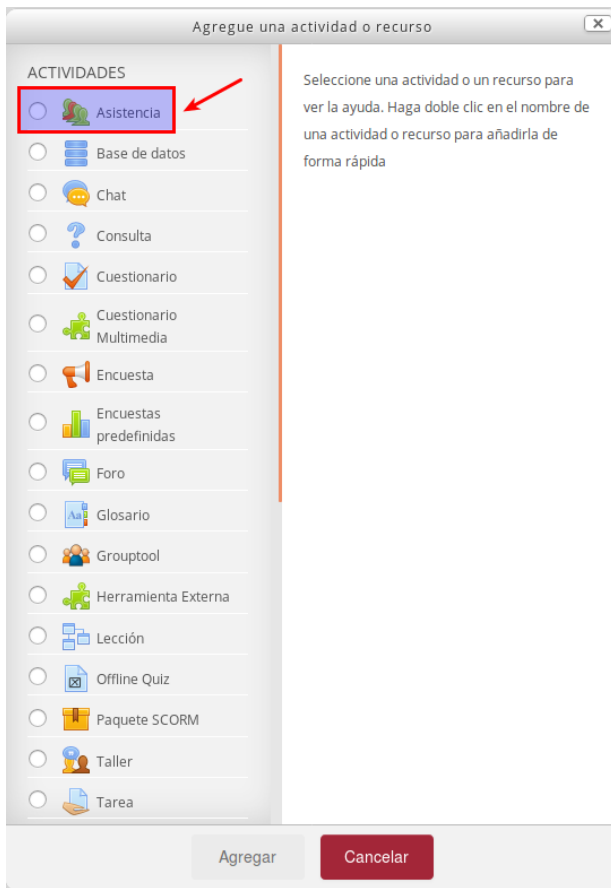 Agregue una actividad o recurso
ACTIVIDADES
Asistencia
Base de datos
Chat
Consulta
Cuestionario
Cuestionario
Multimedia
Encuesta
Encuestas
predefinidas
Foro
Glosario
Grouptool
Herramienta Externa
Lección
Offline Quiz
Paquete SCORM
Taller
Tarea
Seleccione una actividad o un recurso para
ver la ayuda. Haga doble clic en el nombre de
una actividad o recurso para añadirla de
forma rápida
Agregar
Cancelar